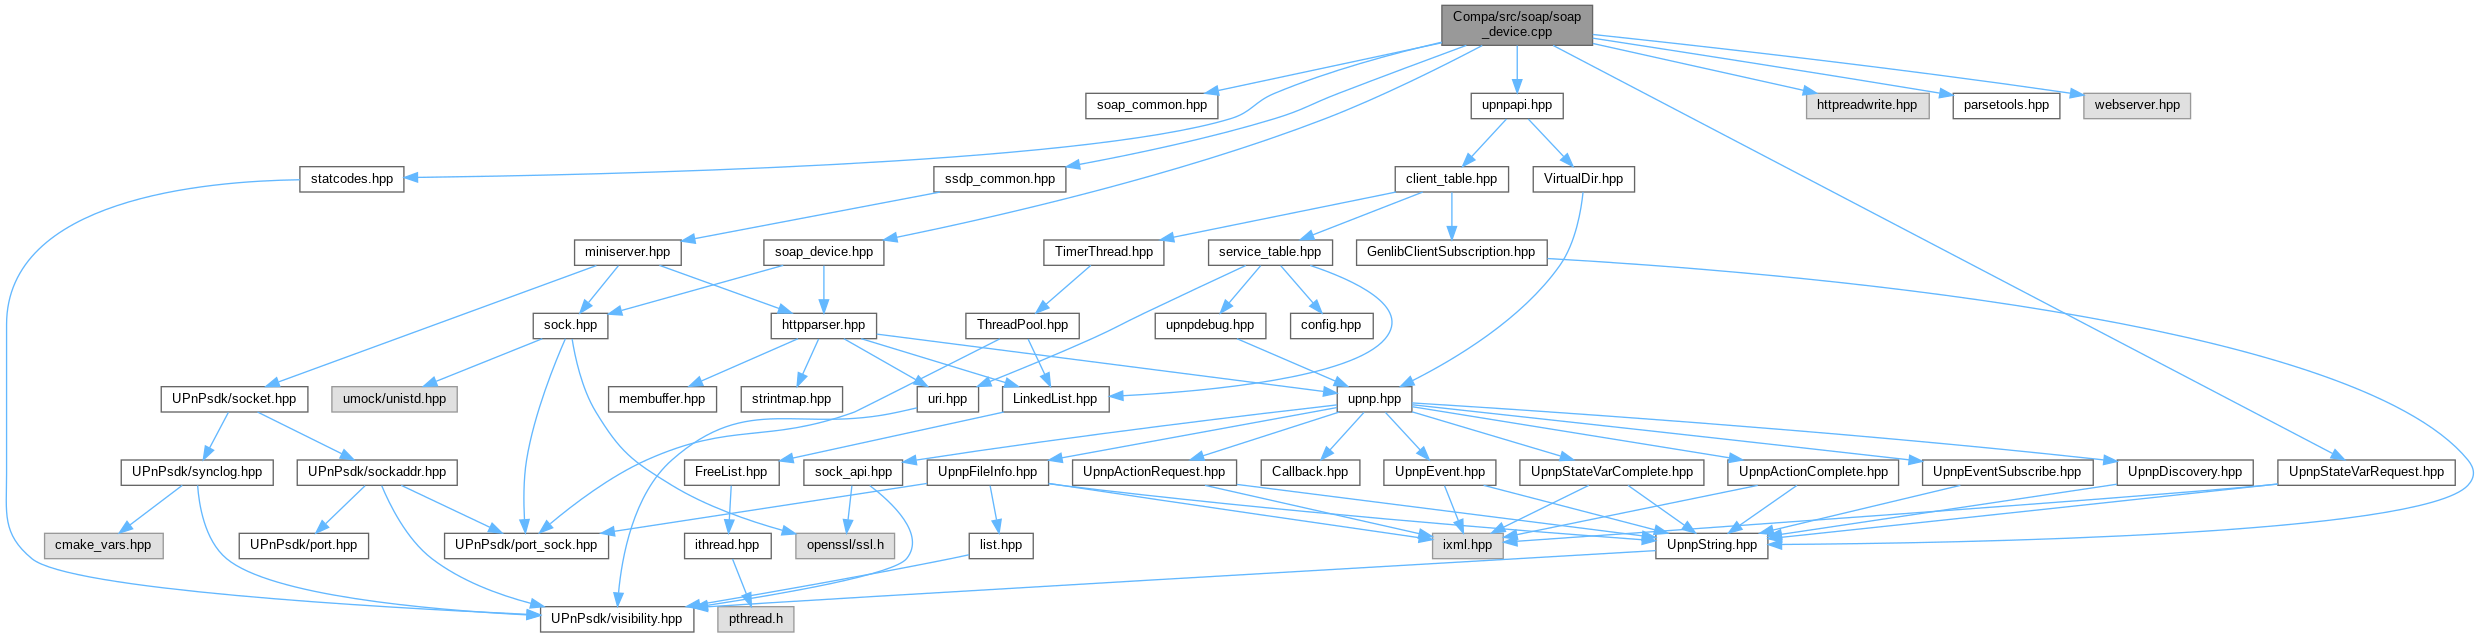 Compa/src/soap/soap
_device.cpp
soap_common.hpp
upnpapi.hpp
httpreadwrite.hpp
parsetools.hpp
webserver.hpp
statcodes.hpp
ssdp_common.hpp
client_table.hpp
VirtualDir.hpp
miniserver.hpp
soap_device.hpp
TimerThread.hpp
service_table.hpp
GenlibClientSubscription.hpp
sock.hpp
httpparser.hpp
ThreadPool.hpp
upnpdebug.hpp
config.hpp
UPnPsdk/socket.hpp
umock/unistd.hpp
membuffer.hpp
strintmap.hpp
uri.hpp
LinkedList.hpp
upnp.hpp
UPnPsdk/synclog.hpp
UPnPsdk/sockaddr.hpp
FreeList.hpp
sock_api.hpp
UpnpFileInfo.hpp
UpnpActionRequest.hpp
Callback.hpp
UpnpEvent.hpp
UpnpStateVarComplete.hpp
UpnpActionComplete.hpp
UpnpEventSubscribe.hpp
UpnpDiscovery.hpp
UpnpStateVarRequest.hpp
cmake_vars.hpp
UPnPsdk/port.hpp
UPnPsdk/port_sock.hpp
ithread.hpp
openssl/ssl.h
list.hpp
ixml.hpp
UpnpString.hpp
UPnPsdk/visibility.hpp
pthread.h